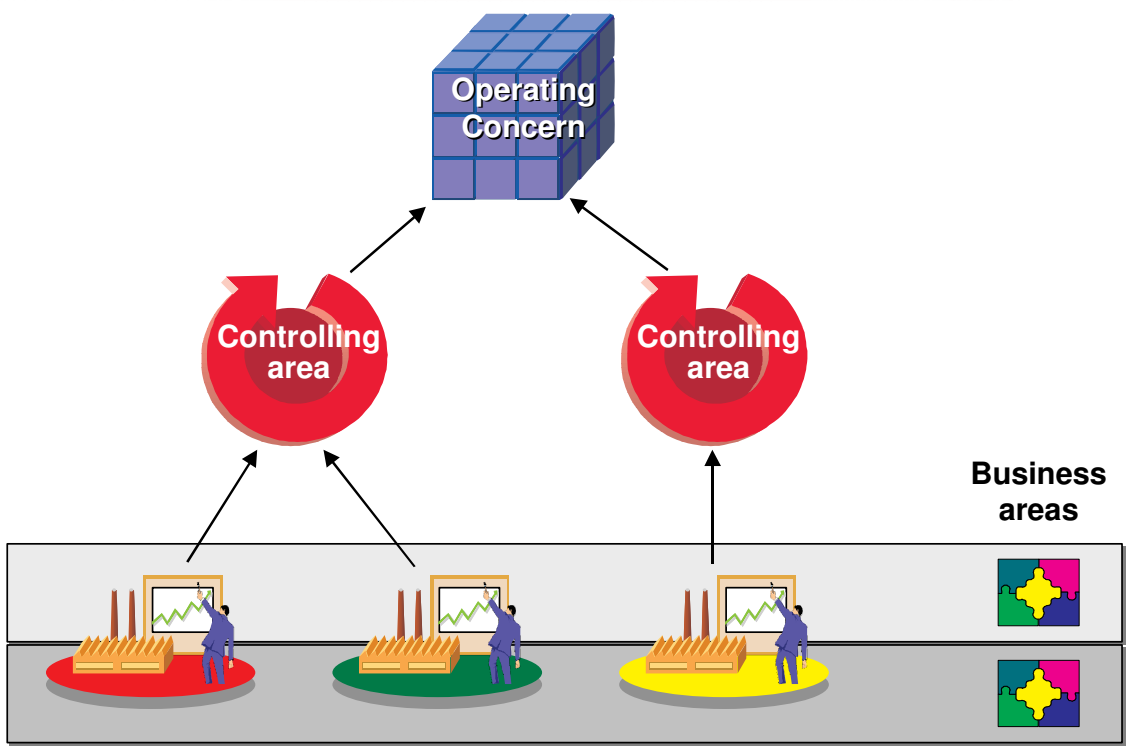 Operating
Concern
Controlling
area
Controlling
area
Business
areas